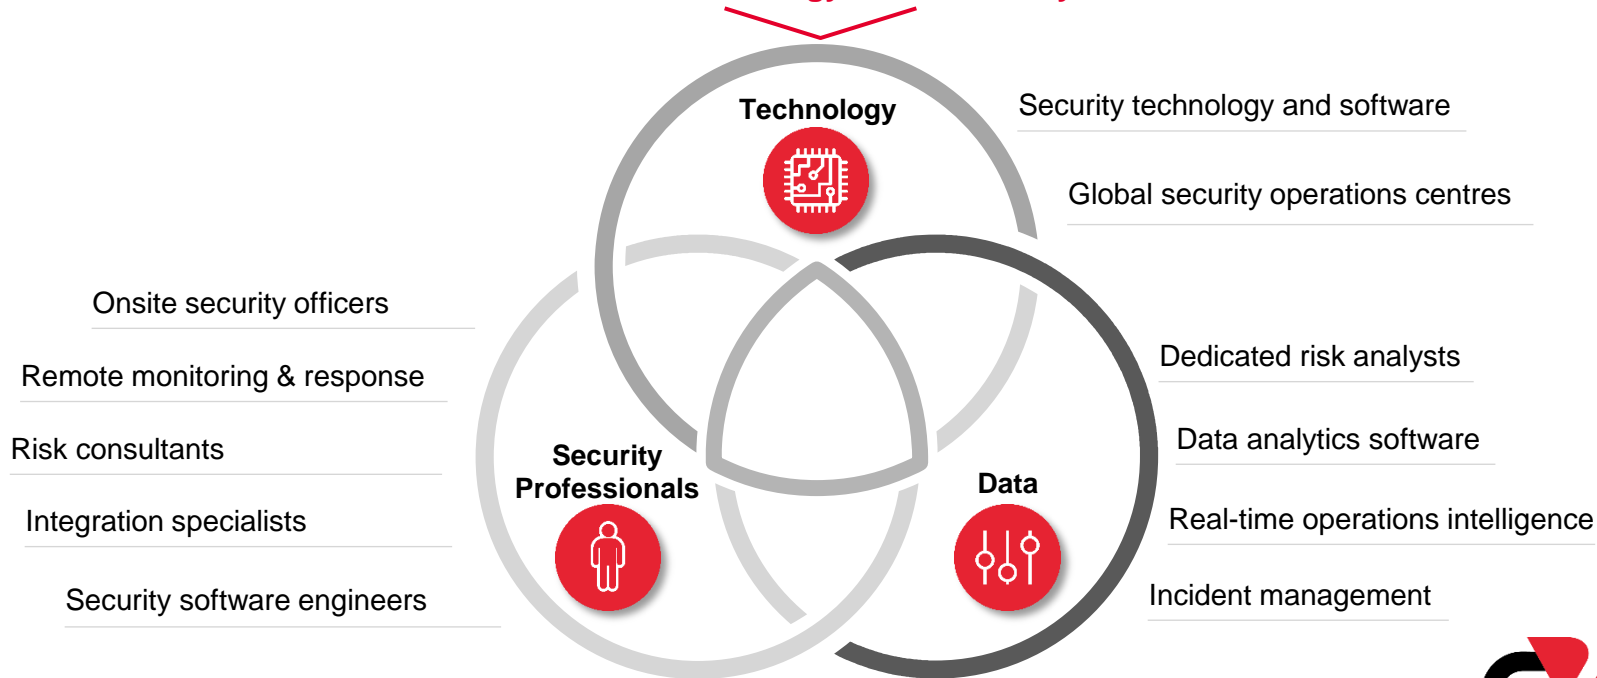 Technology
Security technology and software
Global security operations centres
Onsite security officers
Remote monitoring & response
Risk consultants
Integration specialists
Security software engineers
Security
Professionals
Data
Dedicated risk analysts
Data analytics software
Real-time operations intelligence
Incident management